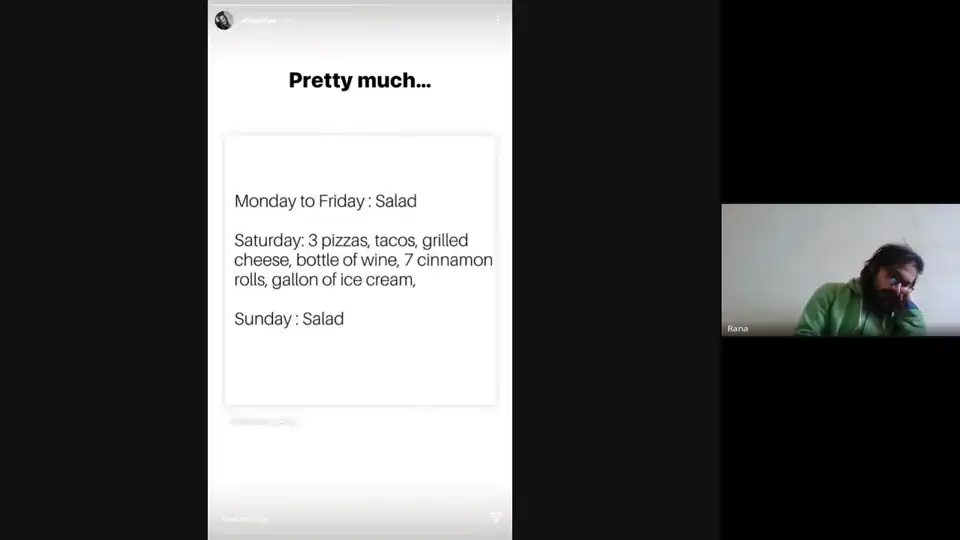 Pretty much...
Monday to Friday : Salad
Saturday: 3 pizzas, tacos, grilled
cheese, bottle of wine, 7 cinnamon
rolls, gallon of ice cream,
Sunday : Salad
Rana